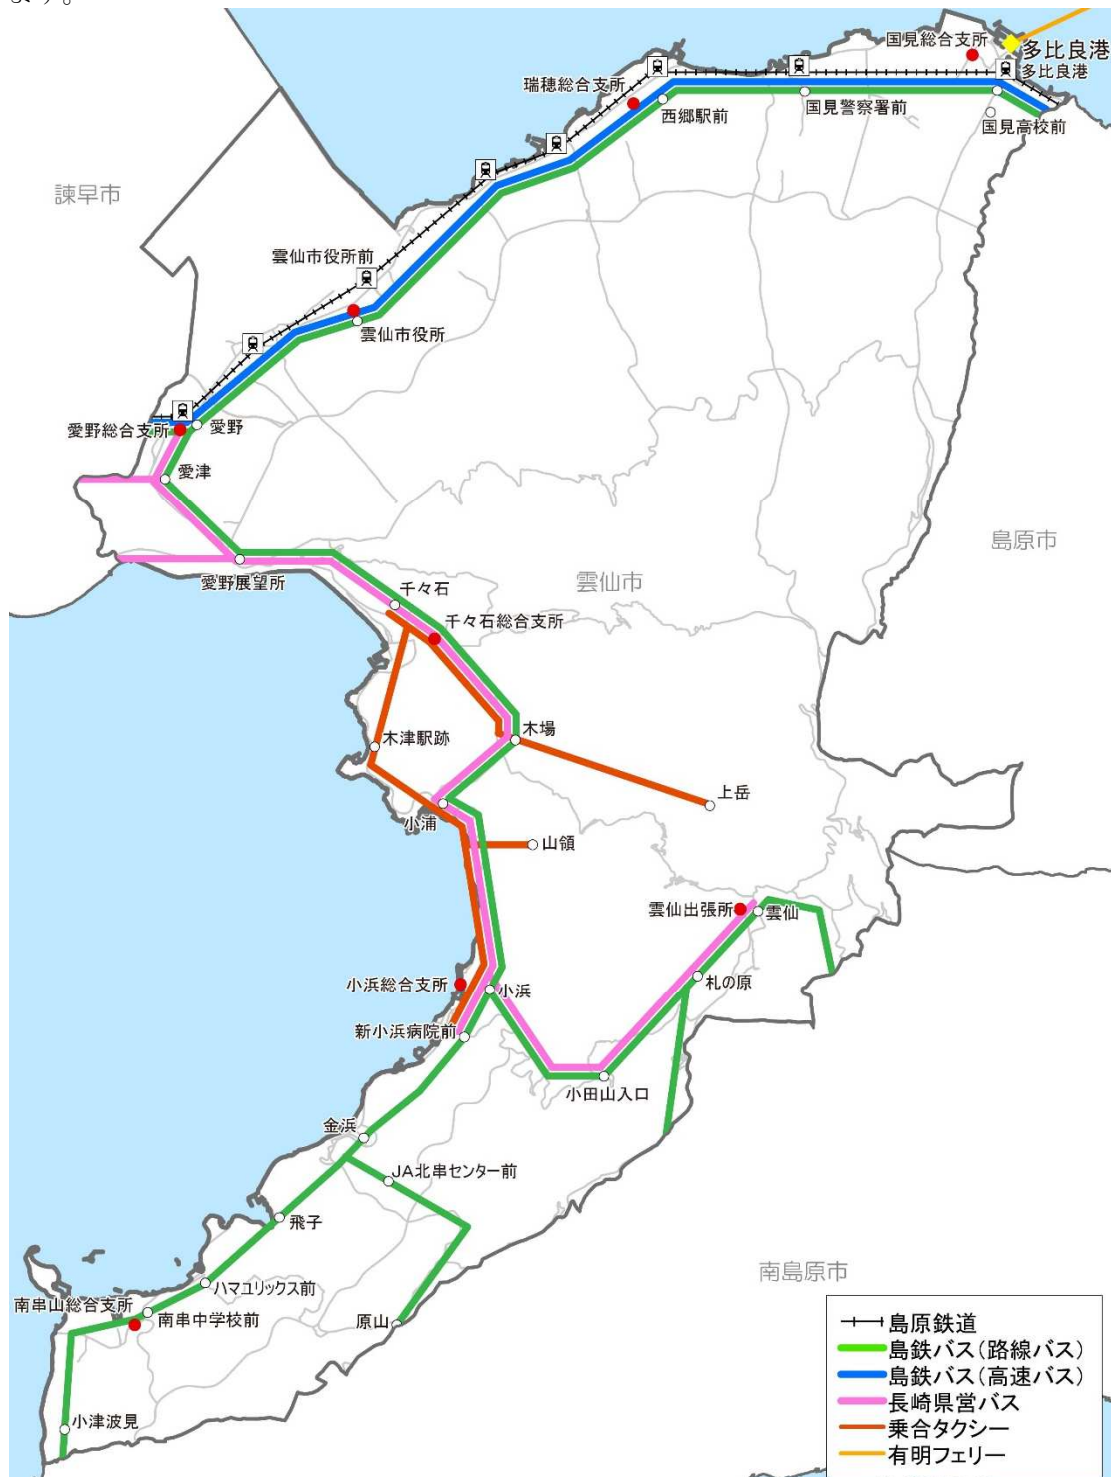 ます。
国見総合支所
多比良港
多比良港
瑞穂総合支所
西郷駅前
国見警察署前
国見高校前
諫早市
雲仙市役所前
雲仙市役所
愛野総合支所
愛野
愛津
島原市
愛野展望所
雲仙市
千々石
千々石総合支所
木津駅跡
木場
上岳
小浦
山領
雲仙出張所
雲仙
札の原
小浜総合支所
小浜
新小浜病院前
小田山入口
金浜
JA北串センター前
飛子
南島原市
ハマユリックス前
南串山総合支所
南串中学校前
原山
小津波見
島原鉄道
島鉄バス(路線バス)
島鉄バス(高速バス)
長崎県営バス
乗合タクシー
有明フェリー